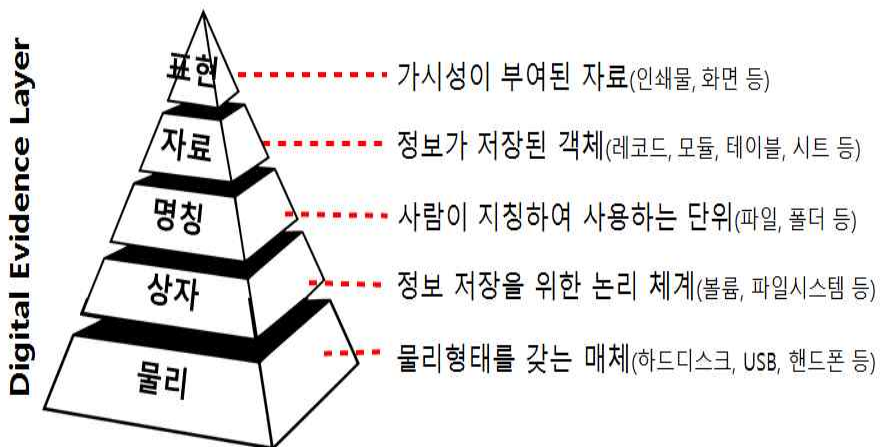 Digital Evidence Layer
표현
가시성이 부여된 자료(인쇄물, 화면 등)
자료
정보가 저장된 객체(레코드, 모듈, 테이블, 시트 등)
명칭
사람이 지칭하여 사용하는 단위(파일, 폴더 등)
상자
정보 저장을 위한 논리 체계(볼륨, 파일시스템 등)
물리
물리형태를 갖는 매체(하드디스크, USB, 핸드폰 등)